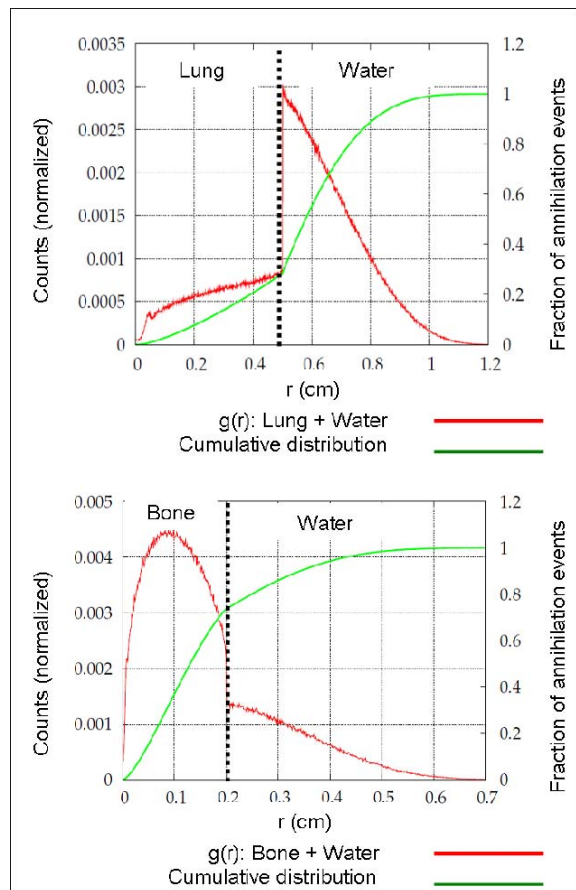 Lung Water
Counts (normalized)
0.0035
0.003
0.0025
0.002
0.0015
0.001
0.0005
0
0 0.2 0.4 0.6 0.8 1 1.2
r (cm)
1.2
1
0.8
0.6
0.4
0.2
0
Fraction of annihilation events
g(r): Lung + Water
Cumulative distribution
Bone Water
Counts (normalized)
0.005
0.004
0.003
0.002
0.001
0
0 0.1 0.2 0.3 0.4 0.5 0.6 0.7
r (cm)
1.2
1
0.8
0.6
0.4
0.2
0
Fraction of annihilation events
g(r): Bone + Water
Cumulative distribution